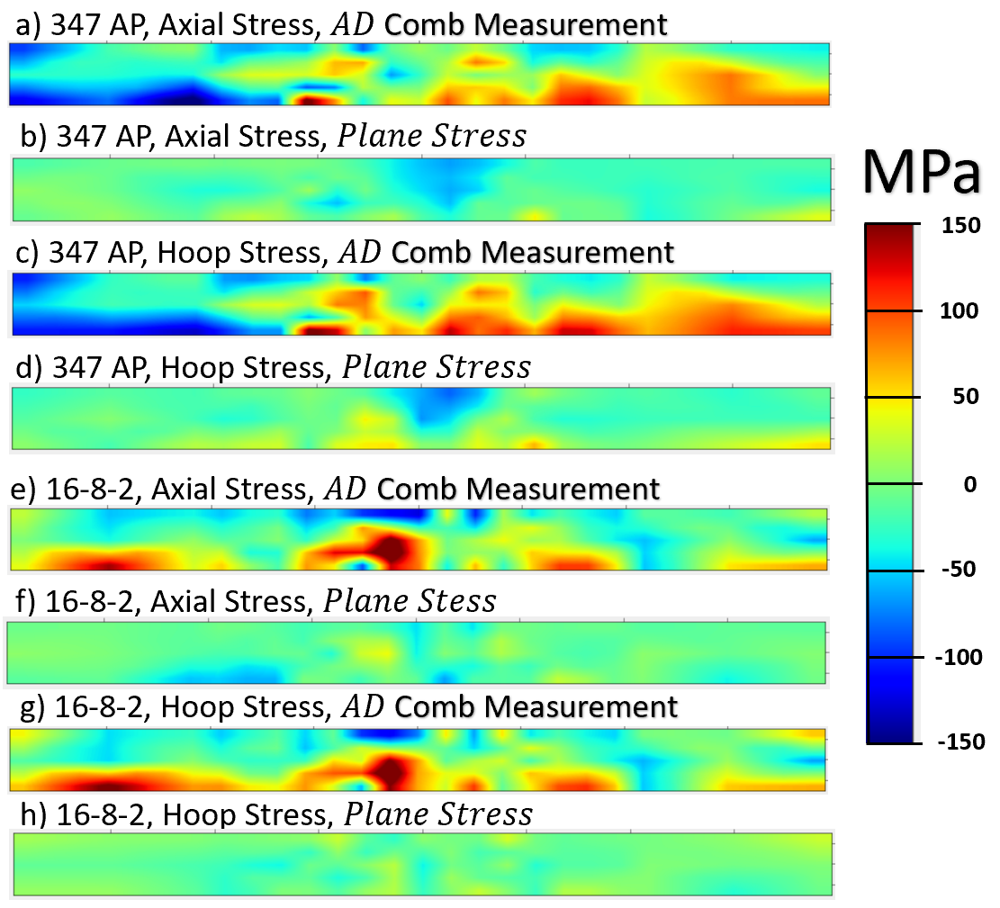 a) 347 AP, Axial Stress, AD Comb Measurement
b) 347 AP, Axial Stress, Plane Stress
c) 347 AP, Hoop Stress, AD Comb Measurement
d) 347 AP, Hoop Stress, Plane Stress
e) 16-8-2, Axial Stress, AD Comb Measurement
f) 16-8-2, Axial Stress, Plane Stess
g) 16-8-2, Hoop Stress, AD Comb Measurement
h) 16-8-2, Hoop Stress, Plane Stress
MPa
150
100
50
0
-50
-100
-150